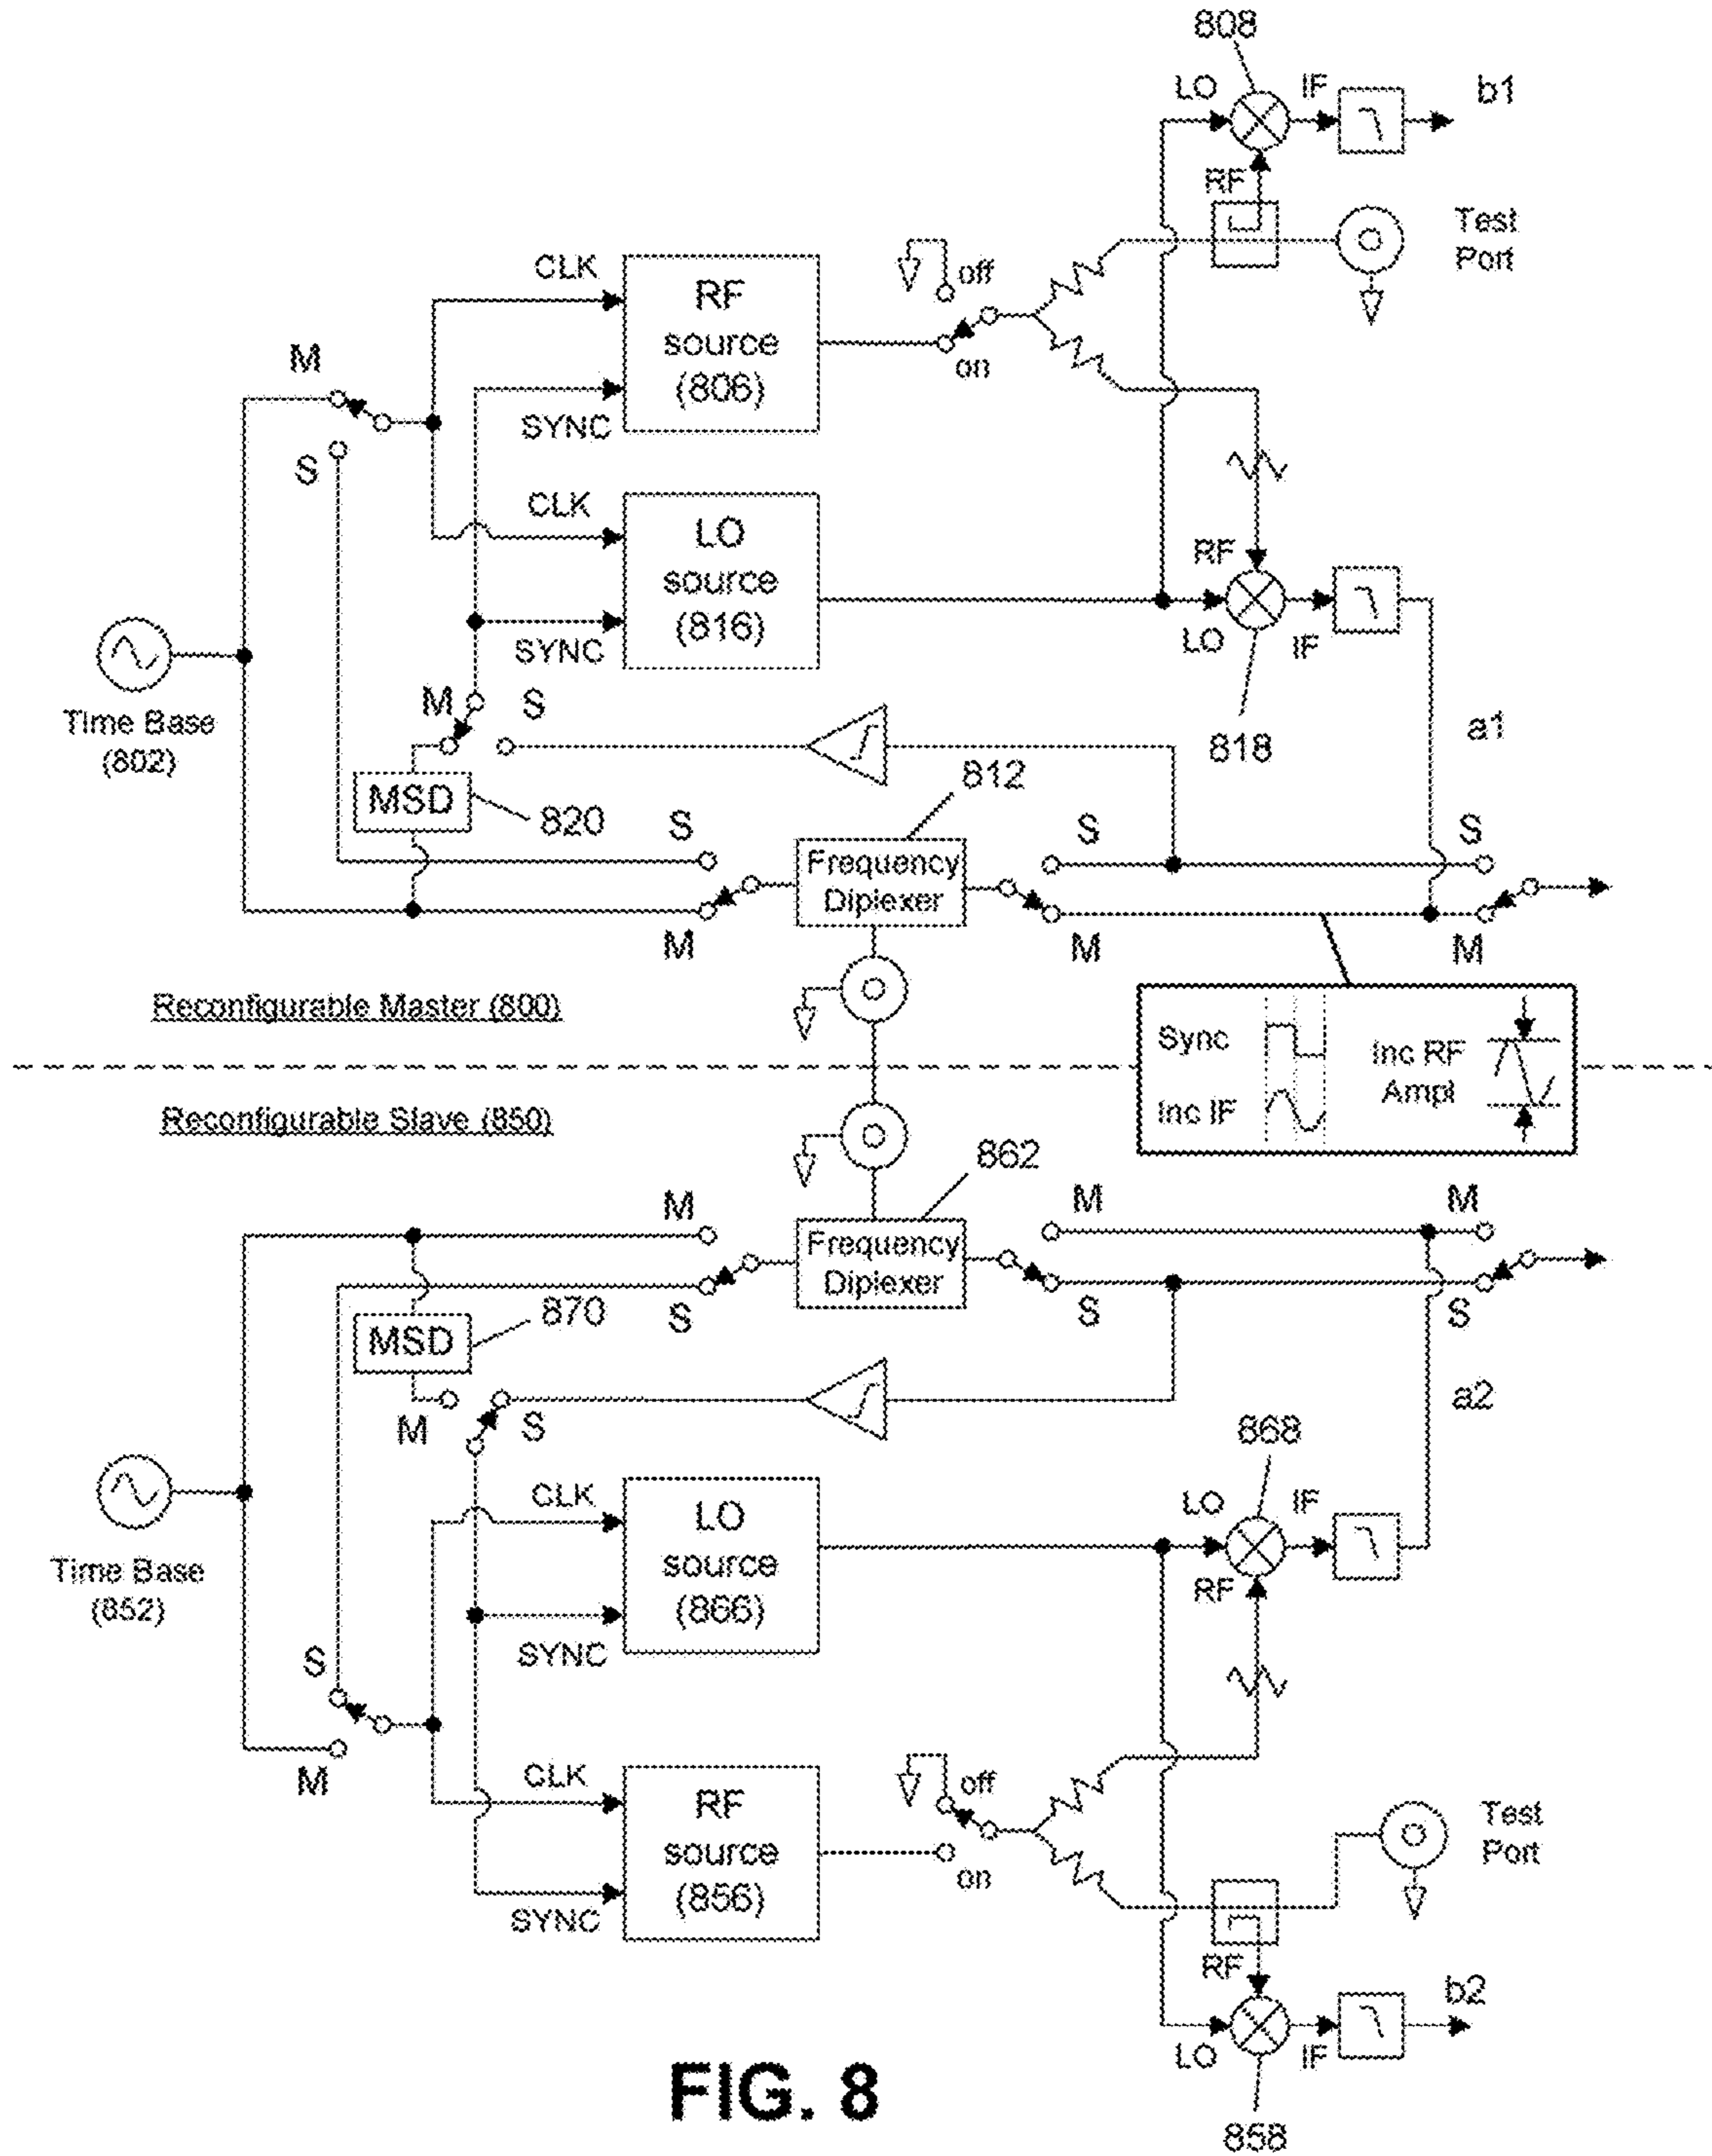 808
LO
IF
b1
RF
Test
Port
off
CLK
RF
source
(806)
on
M
SYNC
S
CLK
LO
source
(816)
RF
SYNC
LO
IF
Time Base
(802)
M
S
818
a1
812
MSD
820
S
Frequency
Diplexer
S
S
M
M
M
Reconfigurable Master (800)
Sync
Inc RF
Ampl
Inc IF
Reconfigurable Slave (850)
862
M
M
M
Frequency
Diplexer
870
S
S
S
MSD
M
S
a2
868
CLK
LO
source
(866)
LO
IF
RF
Time Base
(852)
SYNC
S
M
CLK
RF
source
(856)
off
on
Test
Port
SYNC
RF
b2
LO
IF
FIG. 8
858